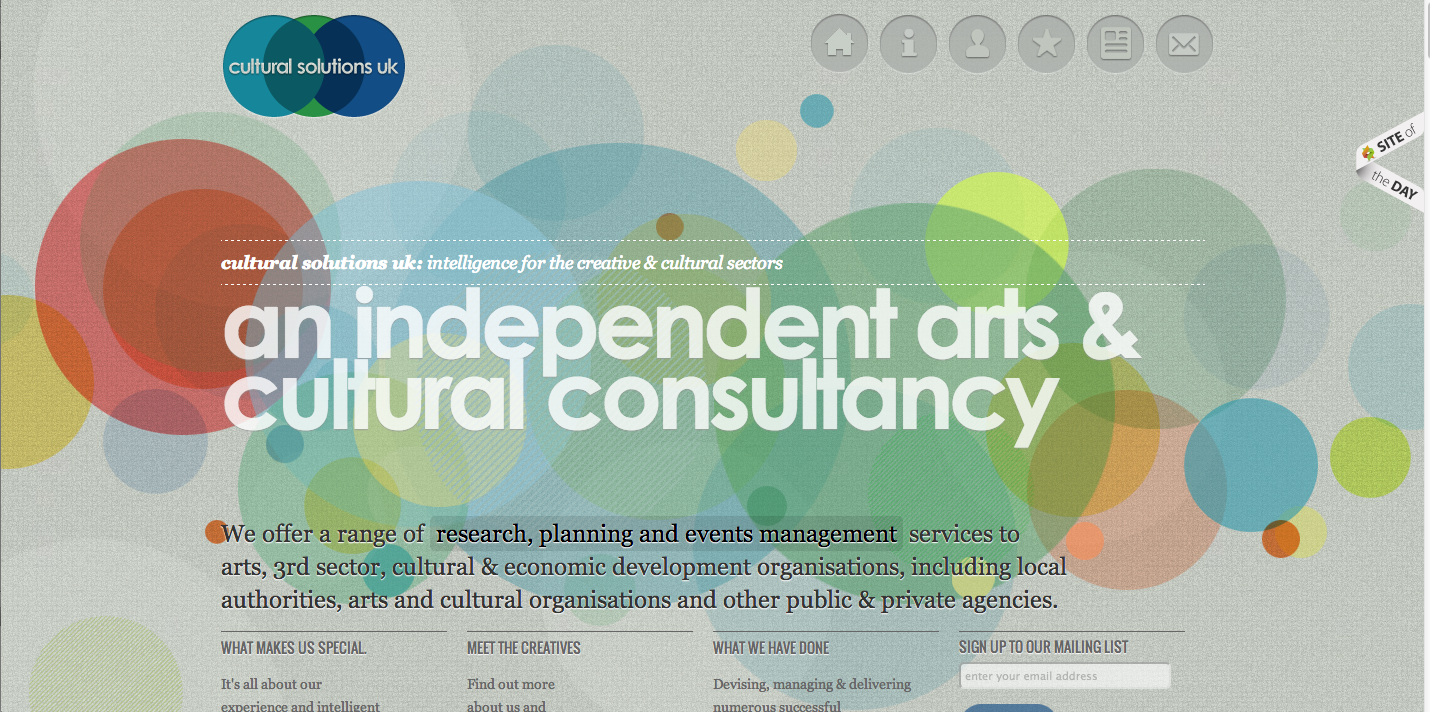 cultural solutions uk
SITE of
the DAY
cultural solutions uk: intelligence for the creative & cultural sectors
an independent arts &
cultural consultancy
We offer a range of research, planning and events management services to
arts, 3rd sector, cultural & economic development organisations, including local
authorities, arts and cultural organisations and other public & private agencies.
WHAT MAKES US SPECIAL.
It's all about our
experience and intelligent
MEET THE CREATIVES
Find out more
about us and
WHAT WE HAVE DONE
Devising, managing & delivering
numerous successful
SIGN UP TO OUR MAILING LIST
enter your email address